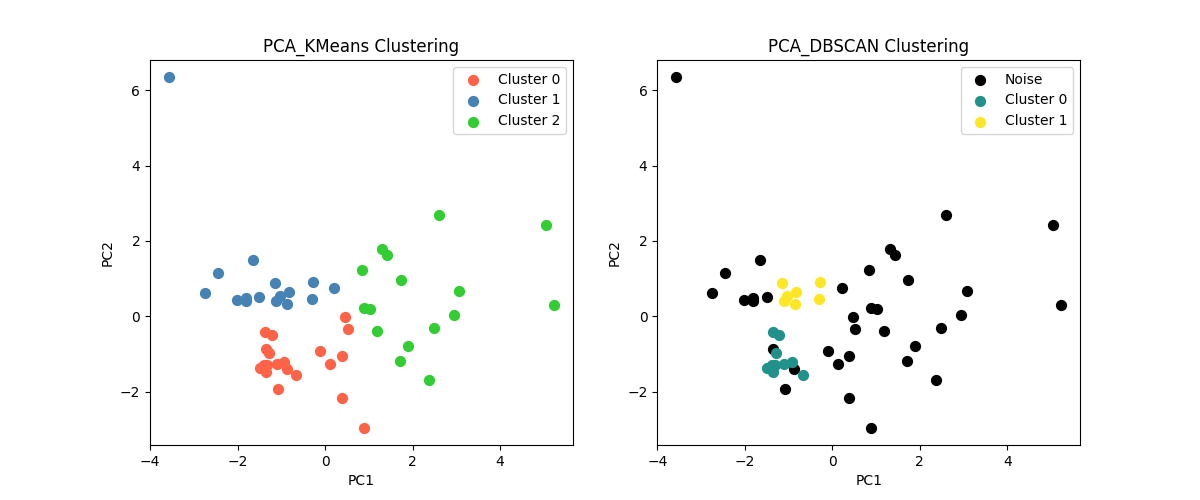 PCA_KMeans Clustering
Cluster 0
Cluster 1
Cluster 2
6
4
2
0
−2
−4
−2
0
2
4
PC2
PC1
PCA_DBSCAN Clustering
Noise
Cluster 0
Cluster 1
6
4
2
0
−2
−4
−2
0
2
4
PC2
PC1